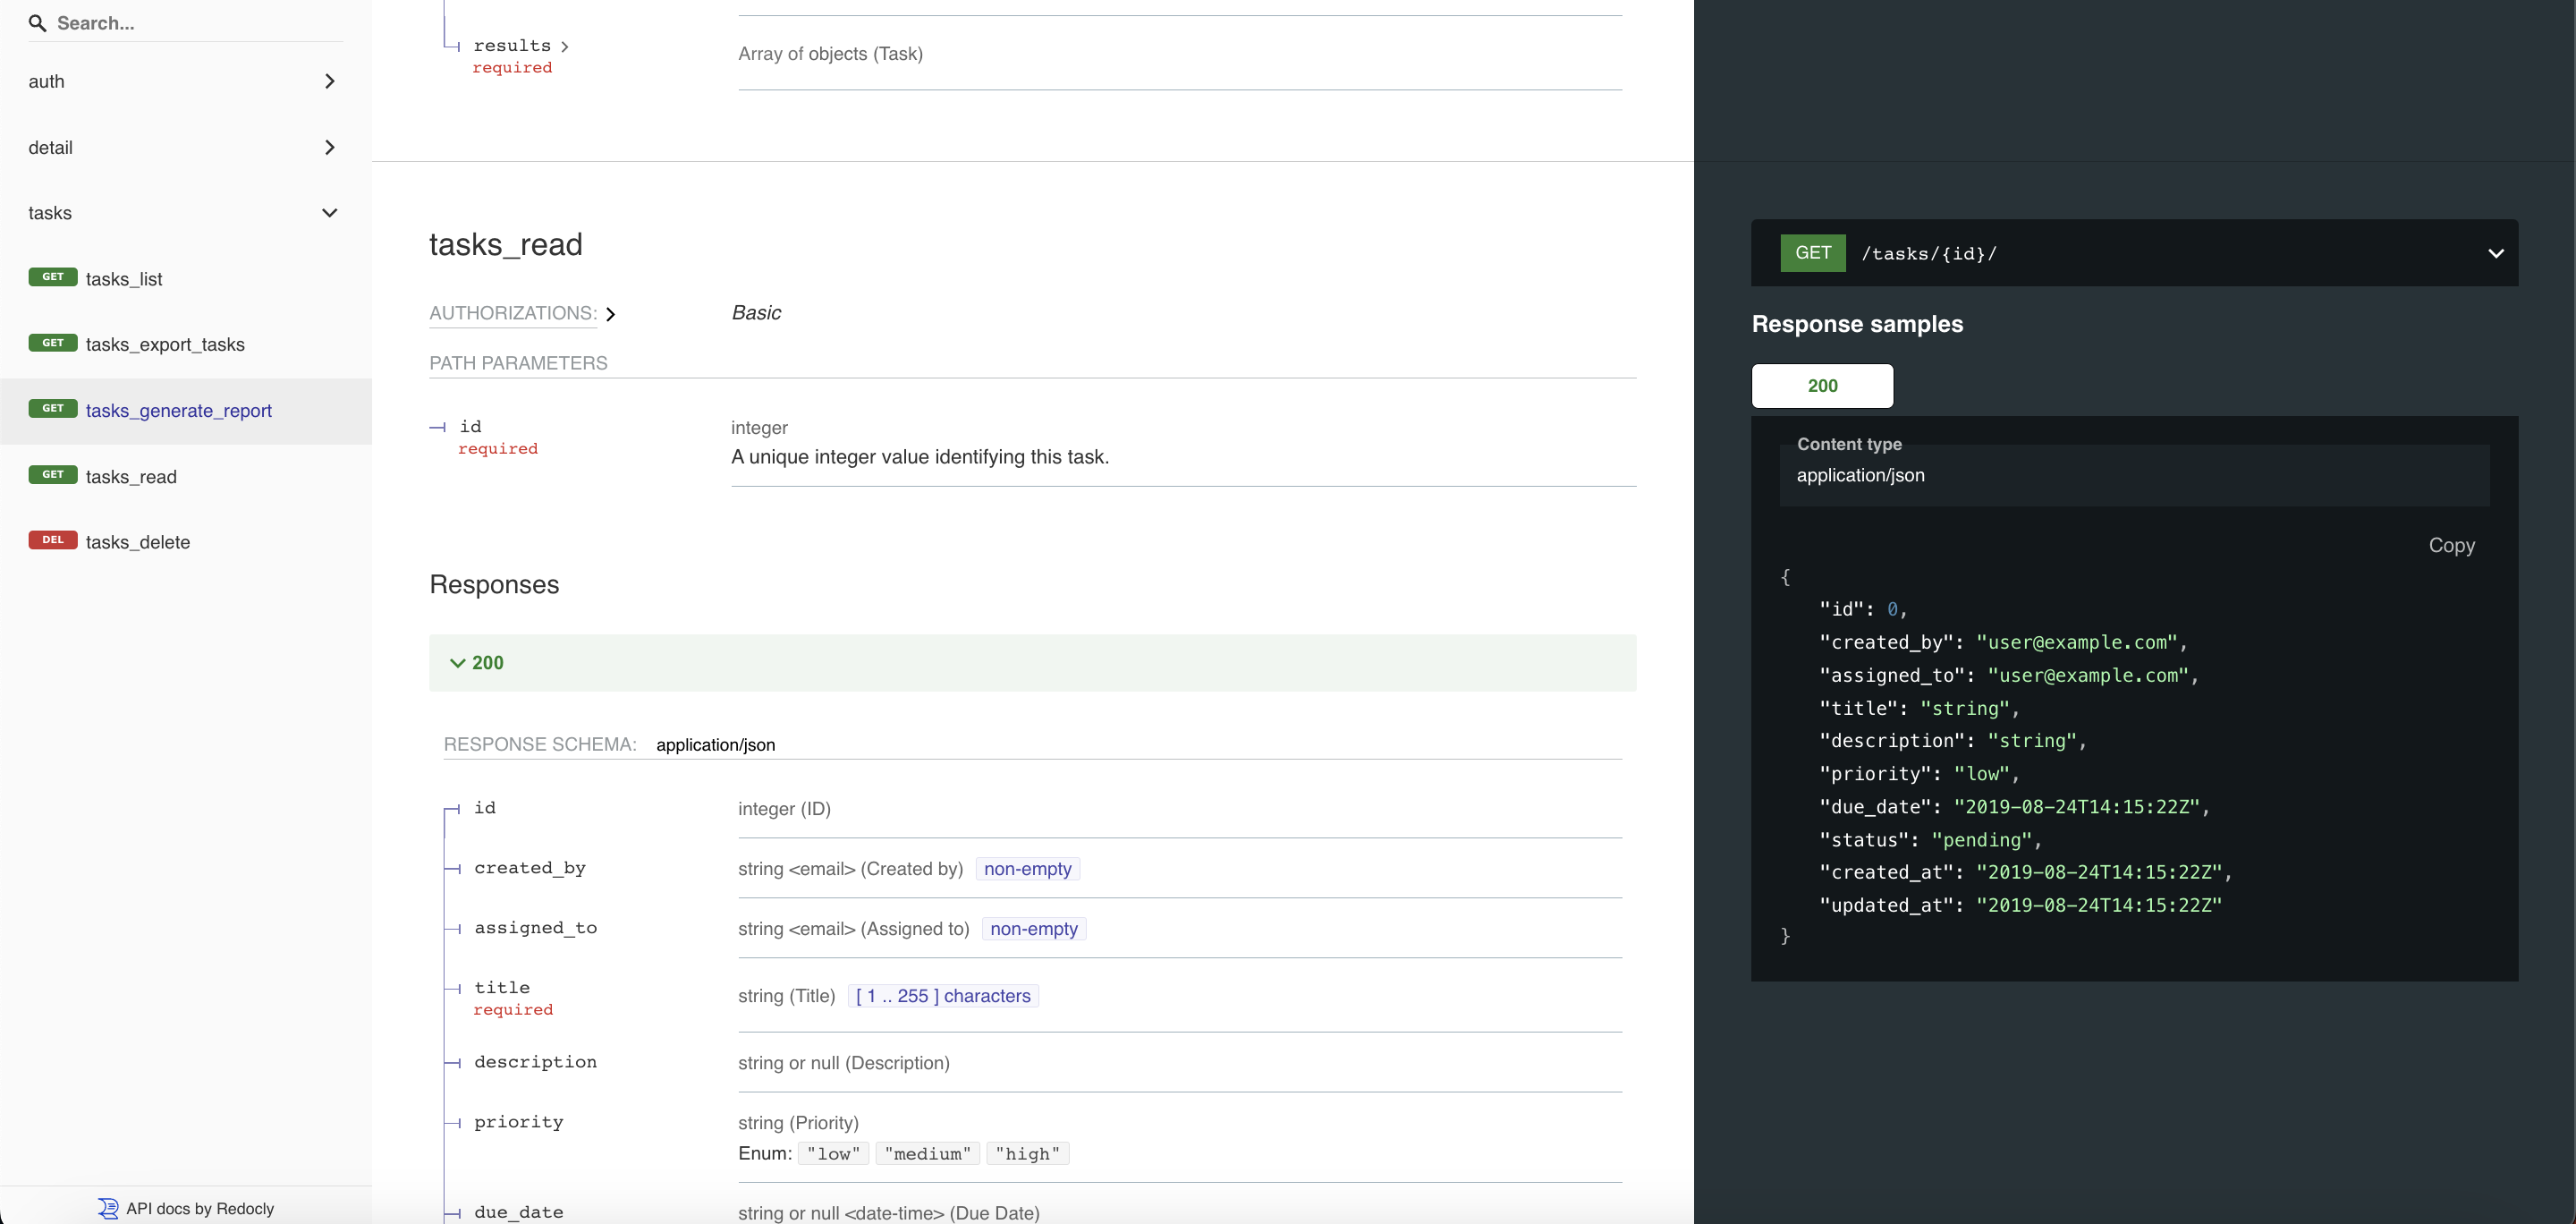 Search...
auth
detail
tasks
GET tasks_list
GET tasks_export_tasks
GET tasks_generate_report
GET tasks_read
DEL tasks_delete
API docs by Redocly
results
required
Array of objects (Task)
tasks_read
AUTHORIZATIONS: Basic
PATH PARAMETERS
id
required
integer
A unique integer value identifying this task.
Responses
200
RESPONSE SCHEMA: application/json
id integer (ID)
created_by string <email> (Created by) non-empty
assigned_to string <email> (Assigned to) non-empty
title
required
string (Title) [ 1 .. 255 ] characters
description string or null (Description)
priority string (Priority)
Enum: "low" "medium" "high"
due_date string or null <date-time> (Due Date)
GET /tasks/{id}/
Response samples
200
Content type
application/json
Copy
{
"id": 0,
"created_by": "user@example.com",
"assigned_to": "user@example.com",
"title": "string",
"description": "string",
"priority": "low",
"due_date": "2019-08-24T14:15:22Z",
"status": "pending",
"created_at": "2019-08-24T14:15:22Z",
"updated_at": "2019-08-24T14:15:22Z"
}